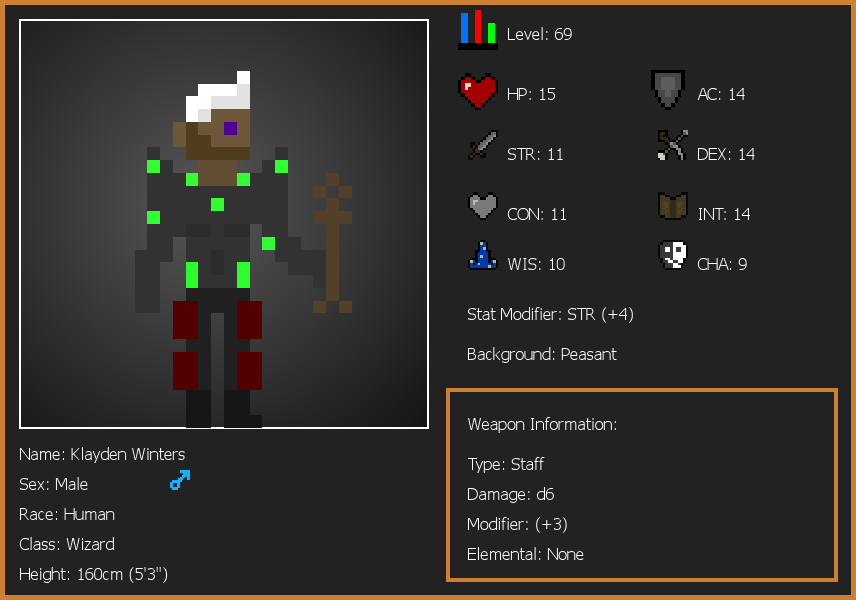 Level: 69
HP: 15
AC: 14
STR: 11
DEX: 14
CON: 11
INT: 14
WIS: 10
CHA: 9
Stat Modifier: STR (+4)
Background: Peasant
Weapon Information:
Type: Staff
Damage: d6
Modifier: (+3)
Elemental: None
Name: Klayden Winters
Sex: Male
Race: Human
Class: Wizard
Height: 160cm (5'3")